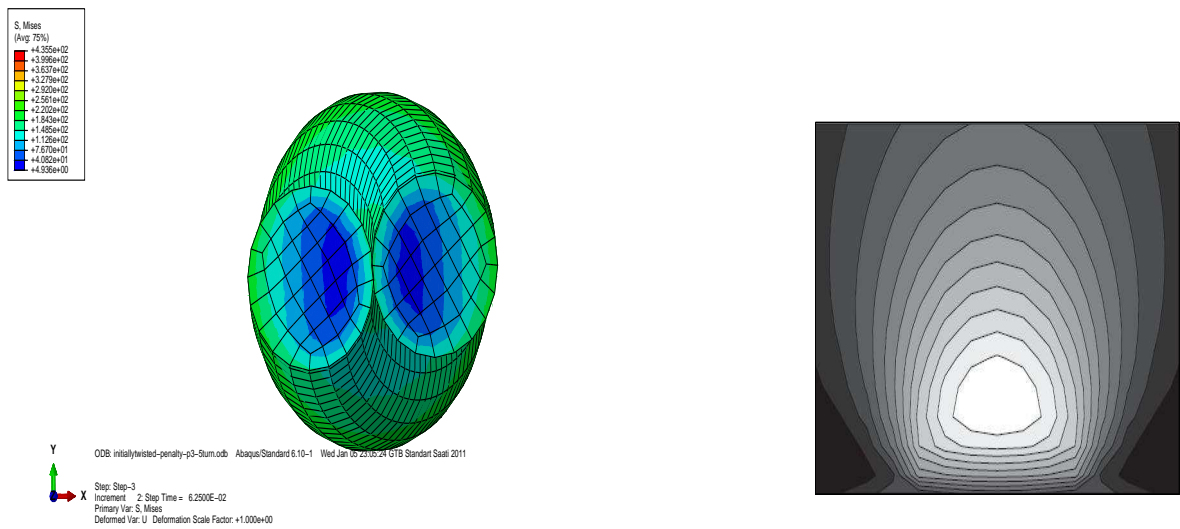 S, Mises
(Avg: 75%)
+4.355e+02
+3.996e+02
+3.637e+02
+3.279e+02
+2.920e+02
+2.561e+02
+2.202e+02
+1.843e+02
+1.485e+02
+1.126e+02
+7.670e+01
+4.082e+01
+4.936e+00
ODB: initiallytwisted-penalty-p3-5turn.odb Abaqus/Standard 6.10-1 Wed Jan 05 23:05:24 GTB Standart Saati 2011
Y
X
Step: Step-3
Increment 2: Step Time = 6.2500E-02
Primary Var: S, Mises
Deformed Var: U Deformation Scale Factor: +1.000e+00